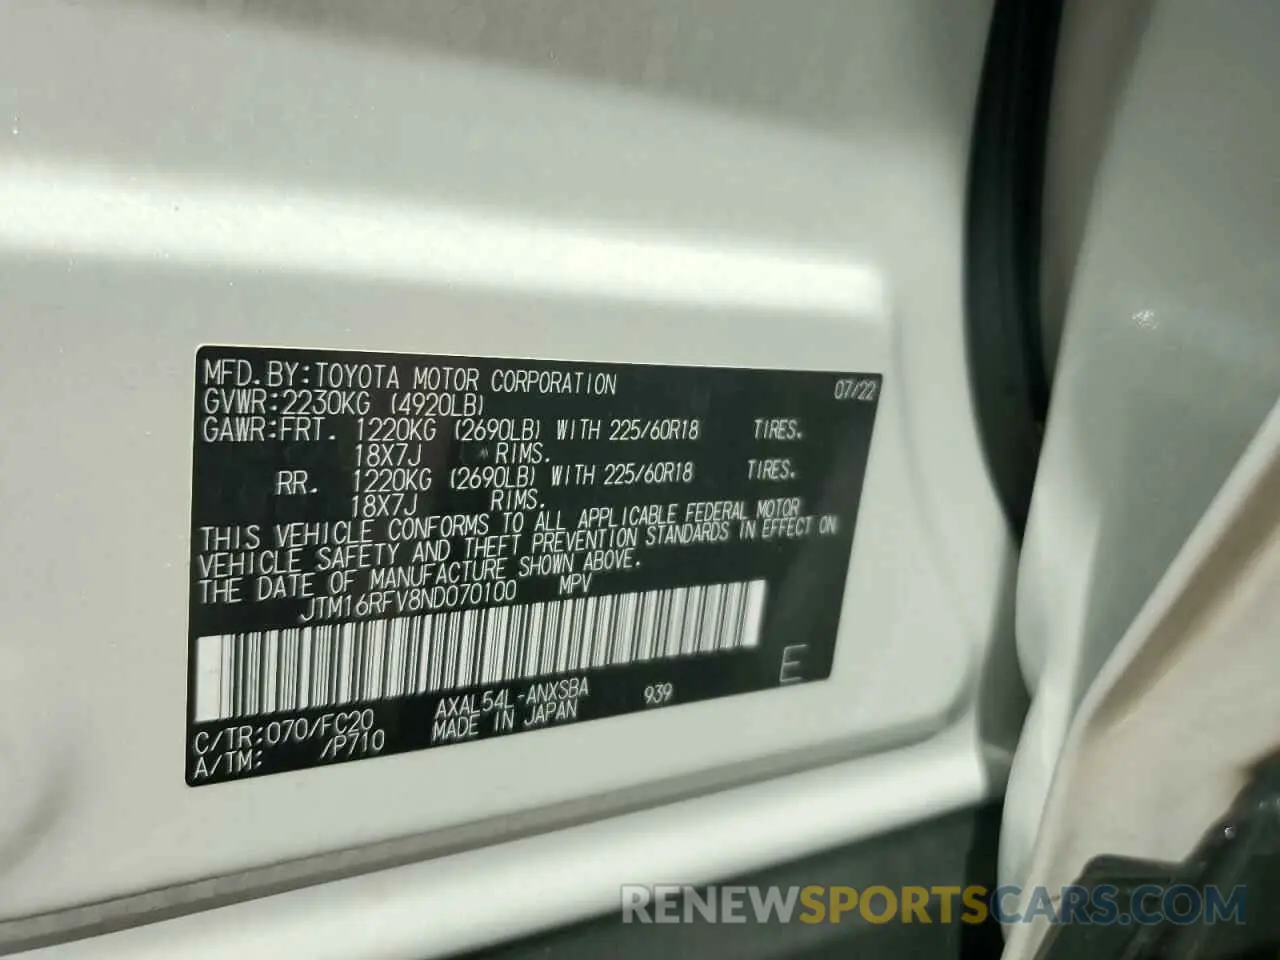 MFD.BY:TOYOTA MOTOR CORPORATION 07/22
GVWR:2230KG (4920LB)
GAWR:FRT. 1220KG (2690LB) WITH 225/60R18 TIRES.
18X7J RIMS.
RR. 1220KG (2690LB) WITH 225/60R18 TIRES.
18X7J RIMS.
THIS VEHICLE CONFORMS TO ALL APPLICABLE FEDERAL MOTOR
VEHICLE SAFETY AND THEFT PREVENTION STANDARDS IN EFFECT ON
THE DATE OF MANUFACTURE SHOWN ABOVE.
JTM16RFV8ND070100 MPV
E
C/TR:070/FC20 AXAL54L-ANXSBA 939
A/TM: /P710 MADE IN JAPAN
RENEWSPORTSCARS.COM